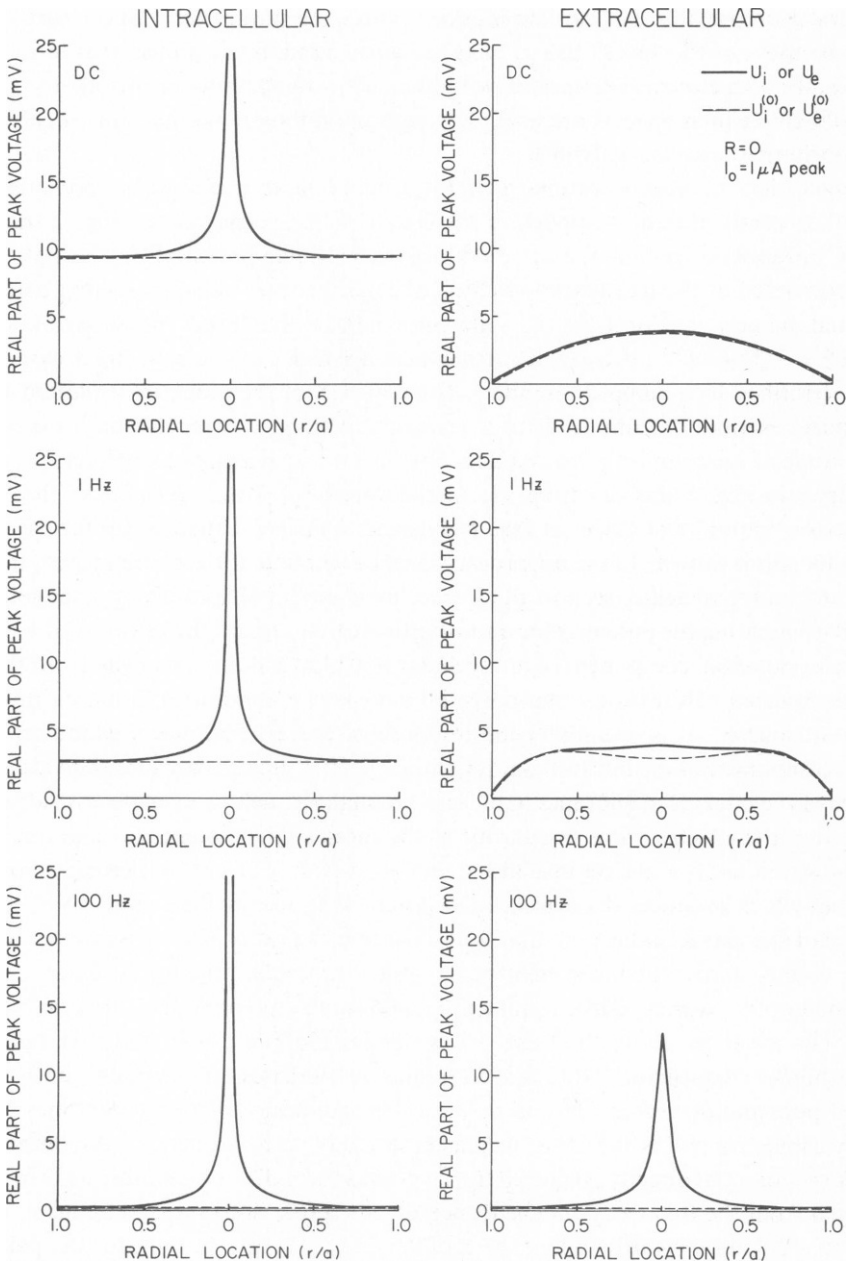 INTRACELLULAR
EXTRACELLULAR
REAL PART OF PEAK VOLTAGE (mV)
25
20
15
10
5
0
DC
1.0 0.5 0 0.5 1.0
RADIAL LOCATION (r/a)
REAL PART OF PEAK VOLTAGE (mV)
25
20
15
10
5
0
DC
U_i or U_e
U_i^(0) or U_e^(0)
R=0
I_o=1μA peak
1.0 0.5 0 0.5 1.0
RADIAL LOCATION (r/a)
REAL PART OF PEAK VOLTAGE (mV)
25
20
15
10
5
0
1 Hz
1.0 0.5 0 0.5 1.0
RADIAL LOCATION (r/a)
REAL PART OF PEAK VOLTAGE (mV)
25
20
15
10
5
0
1 Hz
1.0 0.5 0 0.5 1.0
RADIAL LOCATION (r/a)
REAL PART OF PEAK VOLTAGE (mV)
25
20
15
10
5
0
100 Hz
1.0 0.5 0 0.5 1.0
RADIAL LOCATION (r/a)
REAL PART OF PEAK VOLTAGE (mV)
25
20
15
10
5
0
100 Hz
1.0 0.5 0 0.5 1.0
RADIAL LOCATION (r/a)